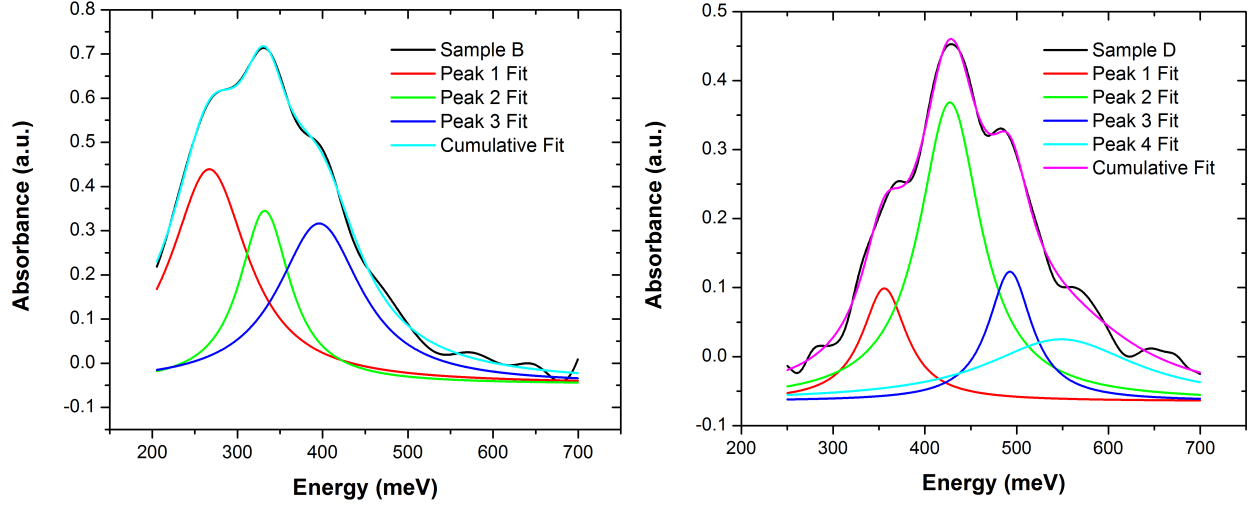 0.8
0.7
0.6
0.5
0.4
0.3
0.2
0.1
0.0
-0.1
Absorbance (a.u.)
Sample B
Peak 1 Fit
Peak 2 Fit
Peak 3 Fit
Cumulative Fit
200 300 400 500 600 700
Energy (meV)
0.5
0.4
0.3
0.2
0.1
0.0
-0.1
Absorbance (a.u.)
Sample D
Peak 1 Fit
Peak 2 Fit
Peak 3 Fit
Peak 4 Fit
Cumulative Fit
200 300 400 500 600 700
Energy (meV)